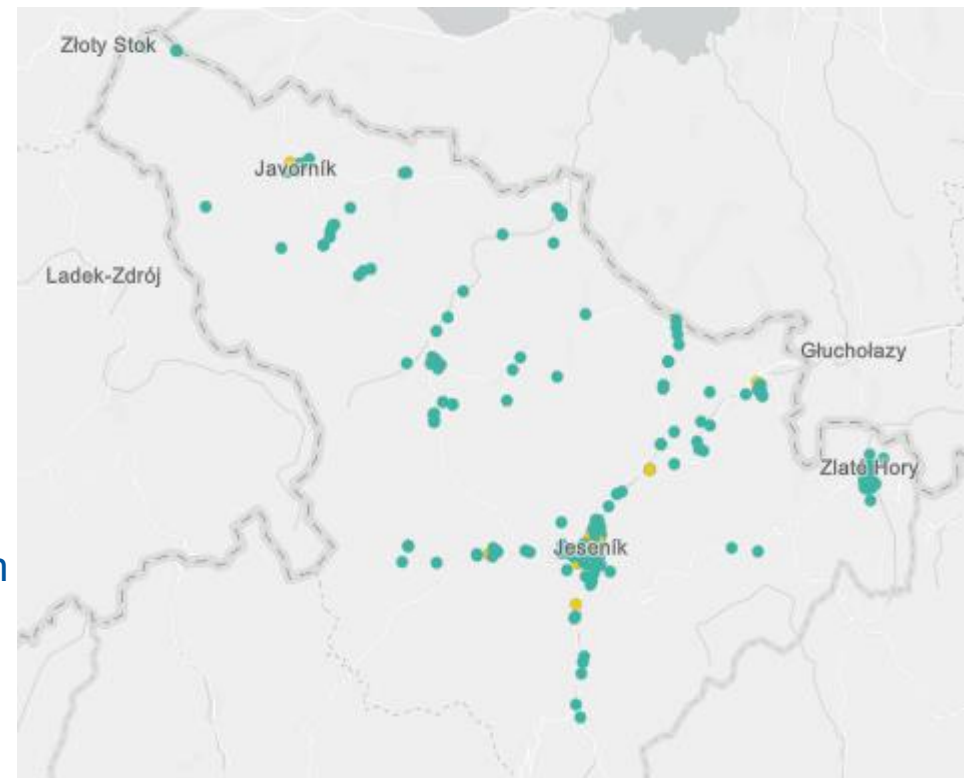 Złoty Stok
Javorník
Ladek-Zdrój
Głuchołazy
Zlaté Hory
Jeseník